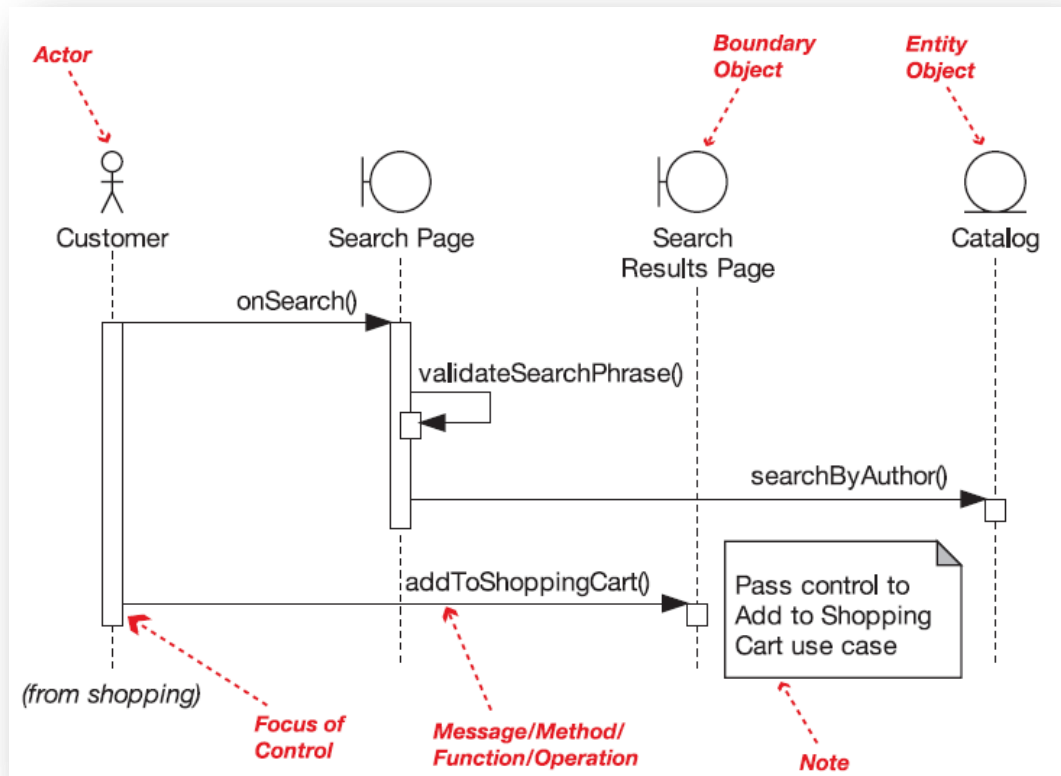 Actor
Boundary
Object
Entity
Object
Customer
Search Page
Search
Results Page
Catalog
onSearch()
validateSearchPhrase()
searchByAuthor()
addToShoppingCart()
Pass control to
Add to Shopping
Cart use case
(from shopping)
Focus of
Control
Message/Method/
Function/Operation
Note